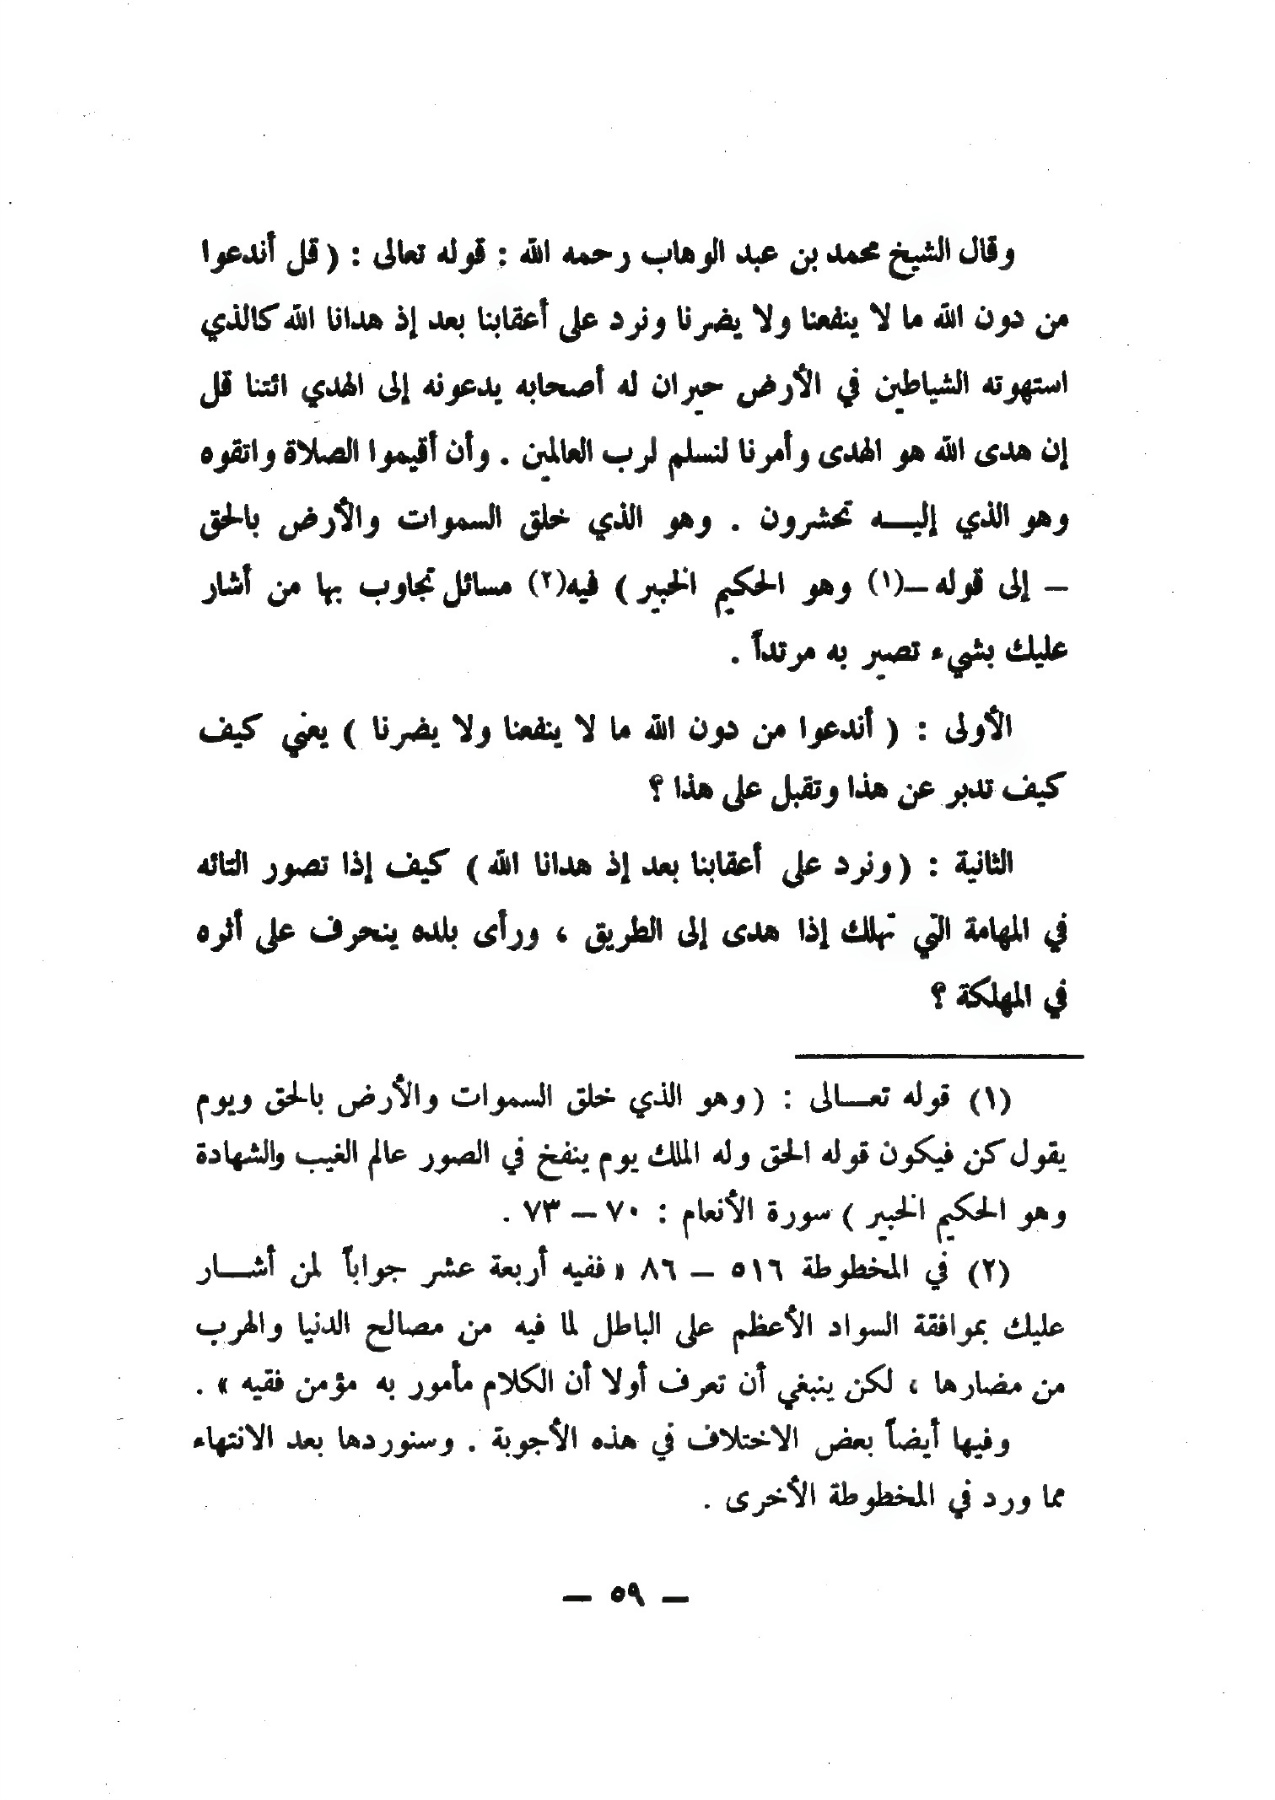 وقال الشيخ محمد بن عبد الوهاب رحمه الله : قوله تعالى : ( قل أندعوا
من دون الله ما لا ينفعنا ولا يضرنا ونرد على أعقابنا بعد إذ هدانا الله كالذي
استهوته الشياطين في الأرض حيران له أصحابه يدعونه إلى الهدي ائتنا قل
إن هدى الله هو الهدى وأمرنا لنسلم لرب العالمين . وأن أقيموا الصلاة واتقوه
وهو الذي إليـــه تحشرون . وهو الذي خلق السموات والأرض بالحق
– إلى قوله –(١) وهو الحكيم الخبير ) فيه(٢) مسائل تجاوب بها من أشار
عليك بشيء تصير به مرتداً .
الأولى : ( أندعوا من دون الله ما لا ينفعنا ولا يضرنا ) يعني كيف
كيف تدبر عن هذا وتقبل على هذا ؟
الثانية : ( ونرد على أعقابنا بعد إذ هدانا الله ) كيف إذا تصور التائه
في المهامة التي تهلك إذا هدى إلى الطريق ، ورأى بلده ينحرف على أثره
في المهلكة ؟
(١) قوله تعـــالى : ( وهو الذي خلق السموات والأرض بالحق ويوم
يقول كن فيكون قوله الحق وله الملك يوم ينفخ في الصور عالم الغيب والشهادة
وهو الحكيم الخبير ) سورة الأنعام : ٧٠ – ٧٣ .
(٢) في المخطوطة ٥١٦ – ٨٦ « ففيه أربعة عشر جواباً لمن أشـــار
عليك بموافقة السواد الأعظم على الباطل لما فيه من مصالح الدنيا والهرب
من مضارها ، لكن ينبغي أن تعرف أولا أن الكلام مأمور به مؤمن فقيه » .
وفيها أيضاً بعض الاختلاف في هذه الأجوبة . وسنوردها بعد الانتهاء
مما ورد في المخطوطة الأخرى .
– ٥٩ –